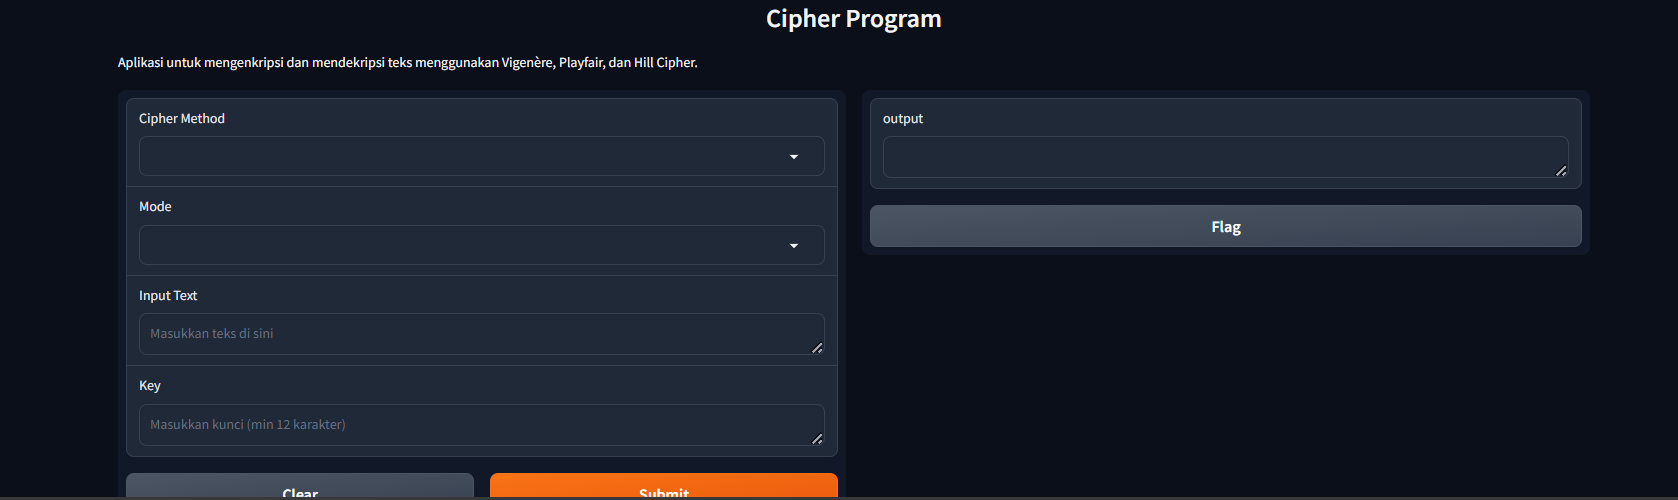 Cipher Program
Aplikasi untuk mengenkripsi dan mendekripsi teks menggunakan Vigenère, Playfair, dan Hill Cipher.
Cipher Method
Mode
Input Text
Masukkan teks di sini
Key
Masukkan kunci (min 12 karakter)
Clear
Submit
output
Flag